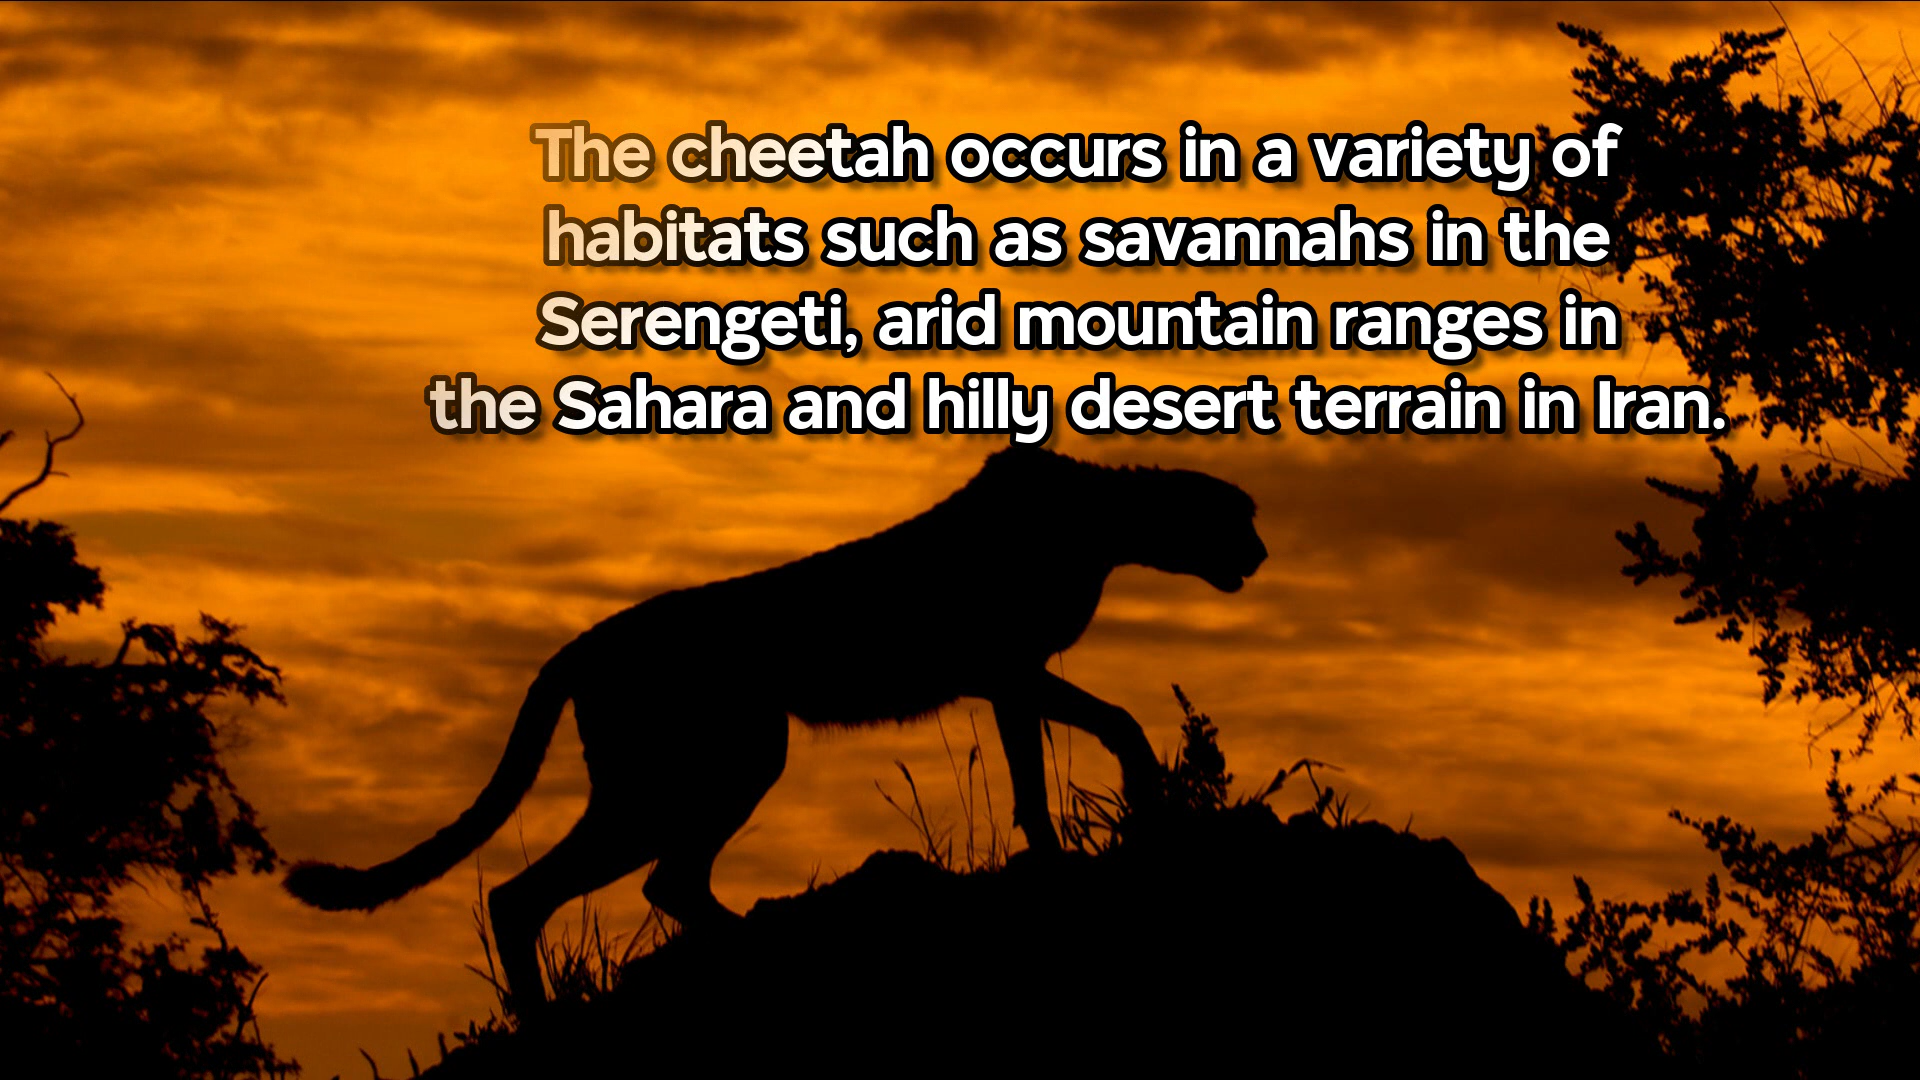 The cheetah occurs in a variety of
habitats such as savannahs in the
Serengeti, arid mountain ranges in
the Sahara and hilly desert terrain in Iran.